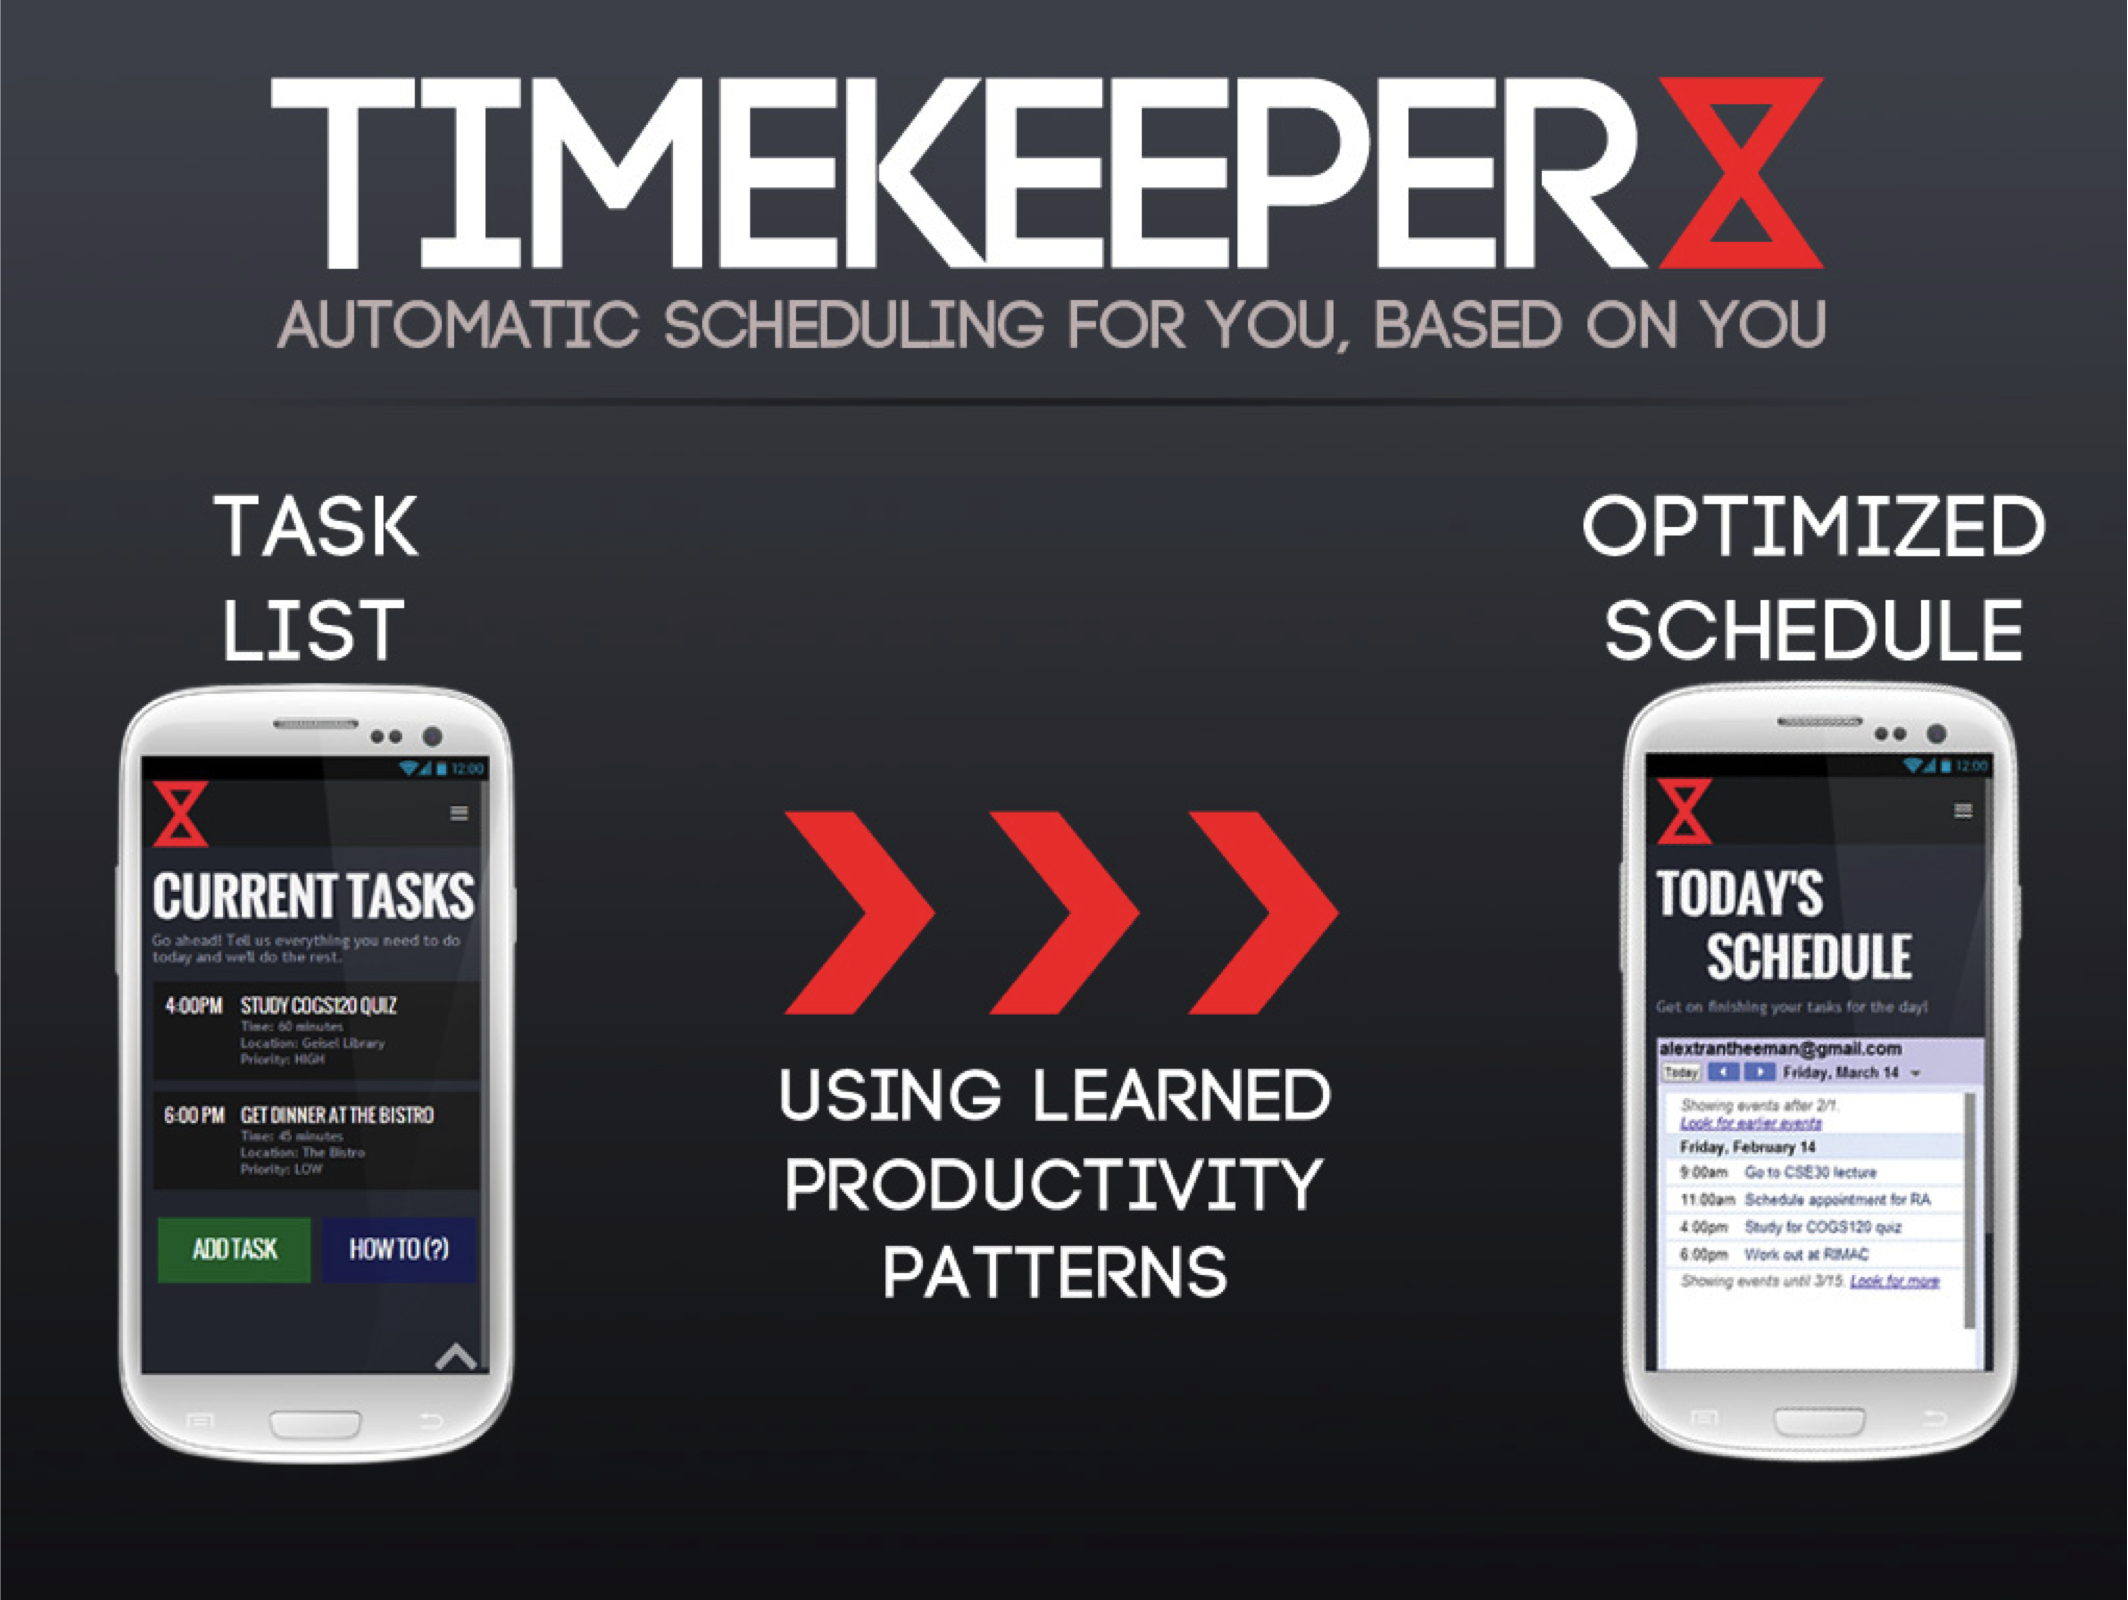 TIMEKEEPER
AUTOMATIC SCHEDULING FOR YOU, BASED ON YOU
TASK
LIST
12:00
CURRENT TASKS
Go ahead! Tell us everything you need to do
today and we'll do the rest.
4:00PM STUDY COGS120 QUIZ
Time: 60 minutes
Location: Geisel Library
Priority: HIGH
6:00 PM GET DINNER AT THE BISTRO
Time: 45 minutes
Location: The Bistro
Priority: LOW
ADD TASK HOW TO (?)
USING LEARNED
PRODUCTIVITY
PATTERNS
OPTIMIZED
SCHEDULE
12:00
TODAY'S
SCHEDULE
Get on finishing your tasks for the day!
alextrantheeman@gmail.com
Today Friday, March 14
Showing events after 2/1.
Look for earlier events
Friday, February 14
9:00am Go to CSE30 lecture
11:00am Schedule appointment for RA
4:00pm Study for COGS120 quiz
6:00pm Work out at RIMAC
Showing events until 3/15. Look for more